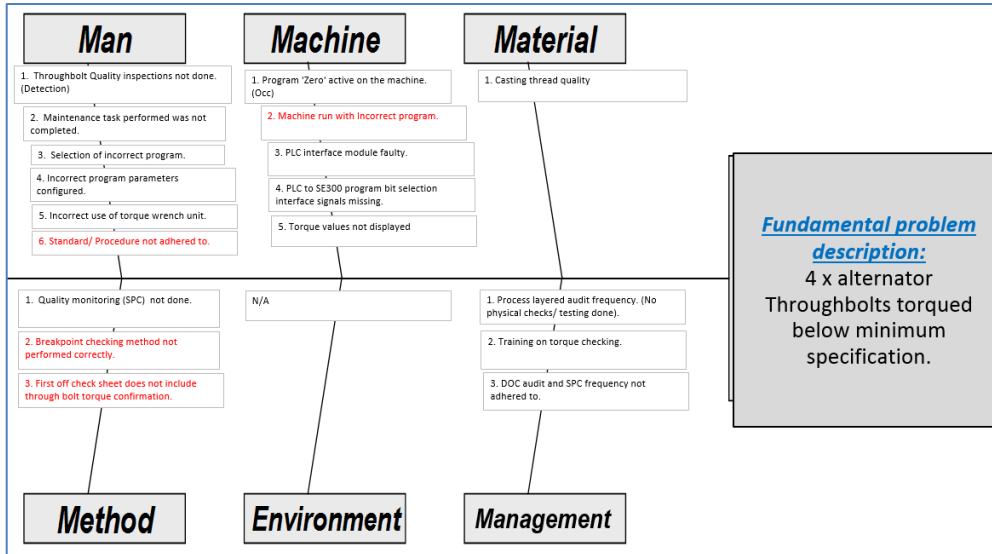 Man
Machine
Material
1. Throughbolt Quality inspections not done.
(Detection)
2. Maintenance task performed was not
completed.
3. Selection of incorrect program.
4. Incorrect program parameters
configured.
5. Incorrect use of torque wrench unit.
6. Standard/ Procedure not adhered to.
1. Program 'Zero' active on the machine.
(Occ)
2. Machine run with Incorrect program.
3. PLC interface module faulty.
4. PLC to SE300 program bit selection
interface signals missing.
5. Torque values not displayed
1. Casting thread quality
Fundamental problem
description:
4 x alternator
Throughbolts torqued
below minimum
specification.
1. Quality monitoring (SPC) not done.
2. Breakpoint checking method not
performed correctly.
3. First off check sheet does not include
through bolt torque confirmation.
N/A
1. Process layered audit frequency. (No
physical checks/ testing done).
2. Training on torque checking.
3. DOC audit and SPC frequency not
adhered to.
Method
Environment
Management